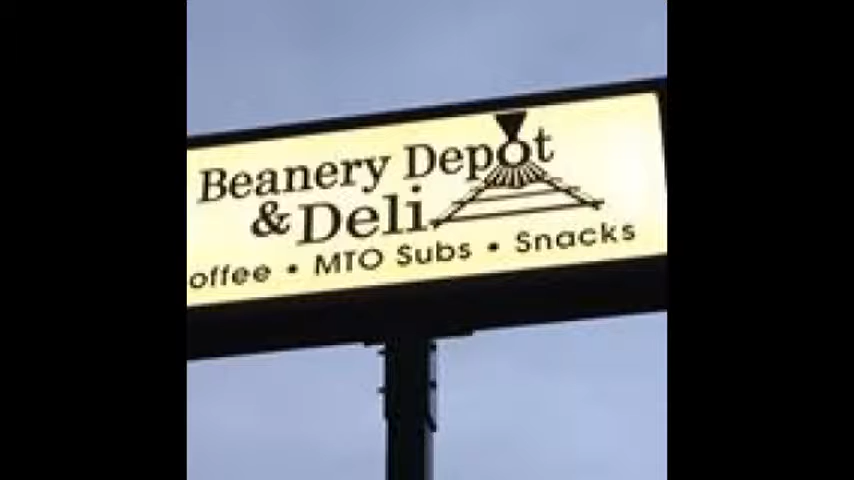 Beanery Depot
& Deli
offee • MTO Subs • Snacks